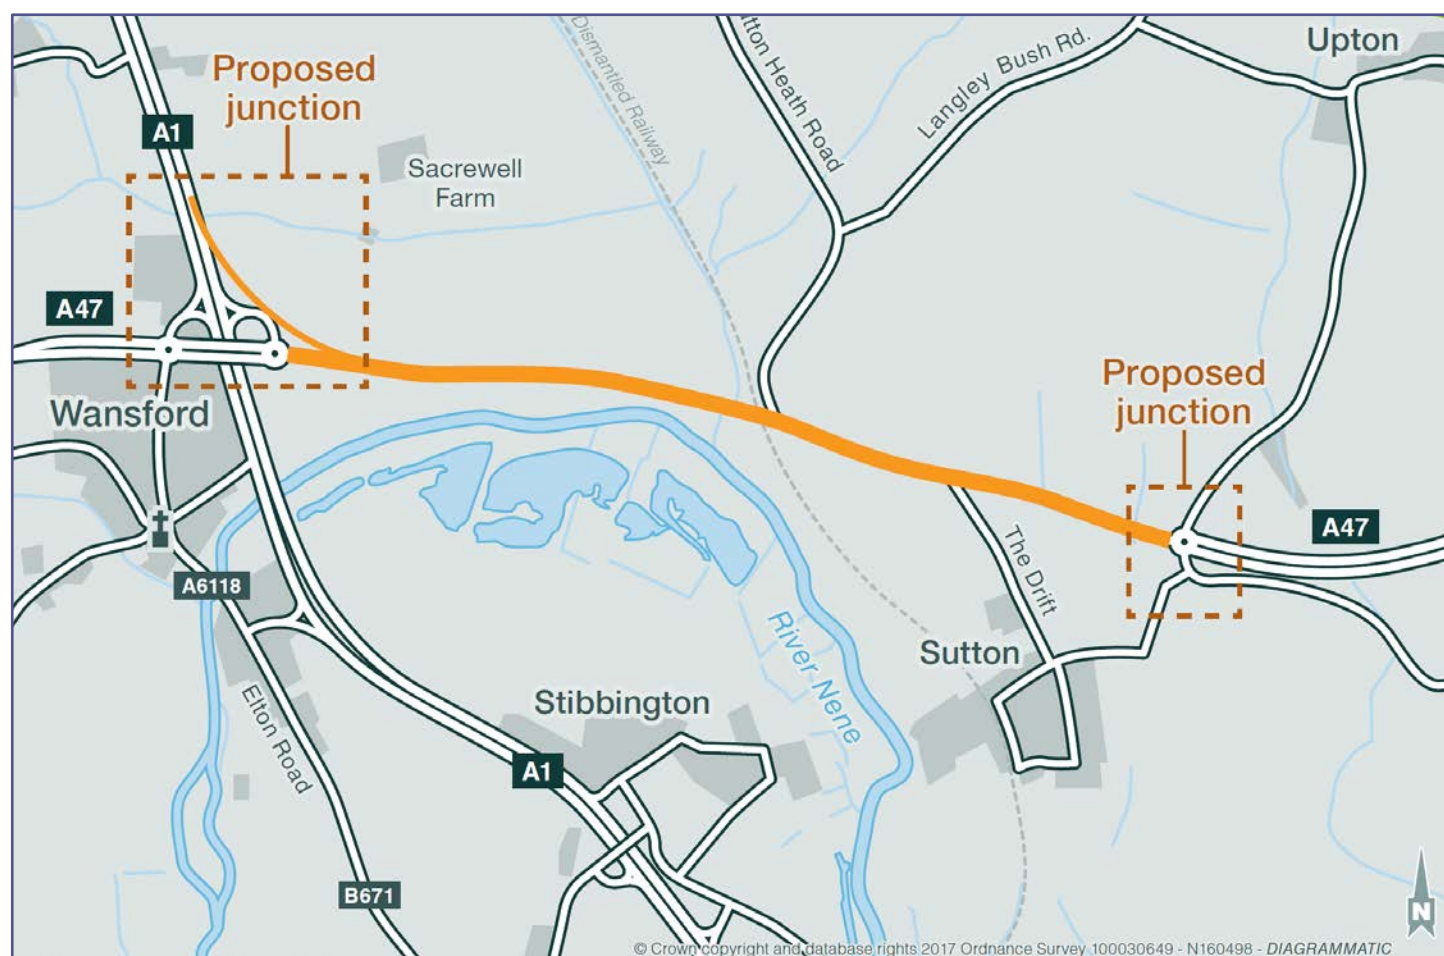 Upton
Proposed
junction
Dismantled Railway
Heath Road
Langley Bush Rd.
A1
Sacrewell
Farm
A47
Wansford
Proposed
junction
A47
A6118
The Drift
River Nene
Sutton
Stibbington
Elton Road
A1
B671
N
© Crown copyright and database rights 2017 Ordnance Survey 100030649 - N160498 - DIAGRAMMATIC